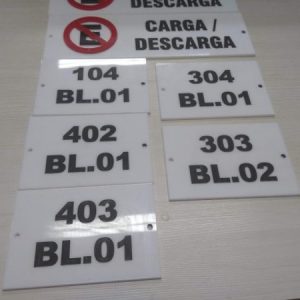 DESCARGA
E
CARGA /
DESCARGA
104
BL.01
304
BL.01
402
BL.01
303
BL.02
403
BL.01